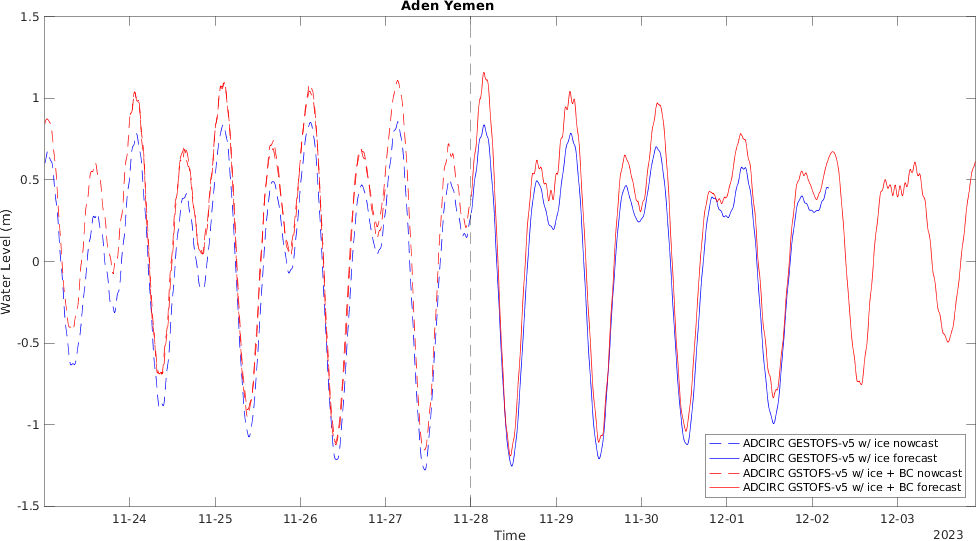 Aden Yemen
1.5
1
0.5
0
-0.5
-1
-1.5
Water Level (m)
11-24 11-25 11-26 11-27 11-28 11-29 11-30 12-01 12-02 12-03
Time
2023
ADCIRC GESTOFS-v5 w/ ice nowcast
ADCIRC GESTOFS-v5 w/ ice forecast
ADCIRC GSTOFS-v5 w/ ice + BC nowcast
ADCIRC GSTOFS-v5 w/ ice + BC forecast